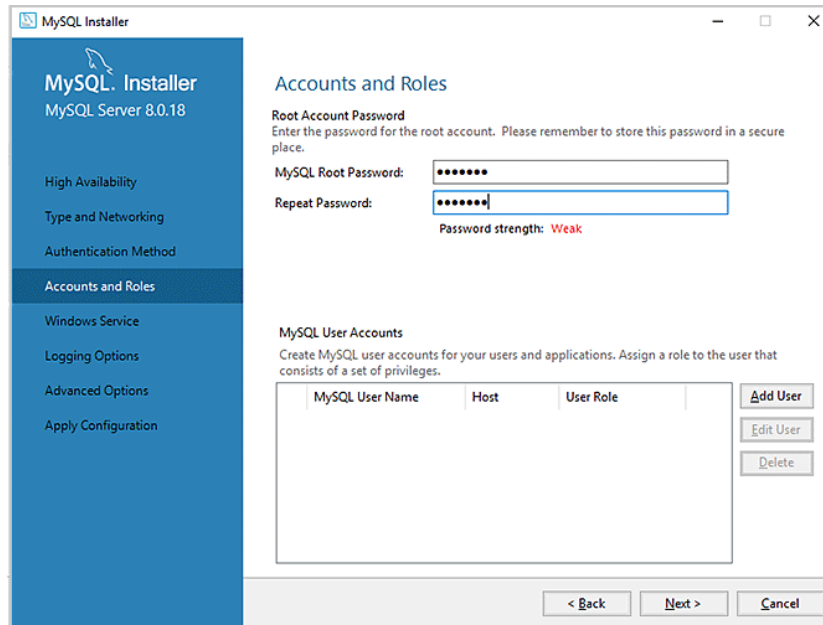 MySQL Installer
MySQL. Installer
MySQL Server 8.0.18
High Availability
Type and Networking
Authentication Method
Accounts and Roles
Windows Service
Logging Options
Advanced Options
Apply Configuration
Accounts and Roles
Root Account Password
Enter the password for the root account. Please remember to store this password in a secure
place.
MySQL Root Password: •••••••
Repeat Password: •••••••
Password strength: Weak
MySQL User Accounts
Create MySQL user accounts for your users and applications. Assign a role to the user that
consists of a set of privileges.
MySQL User Name Host User Role
Add User
Edit User
Delete
< Back Next > Cancel